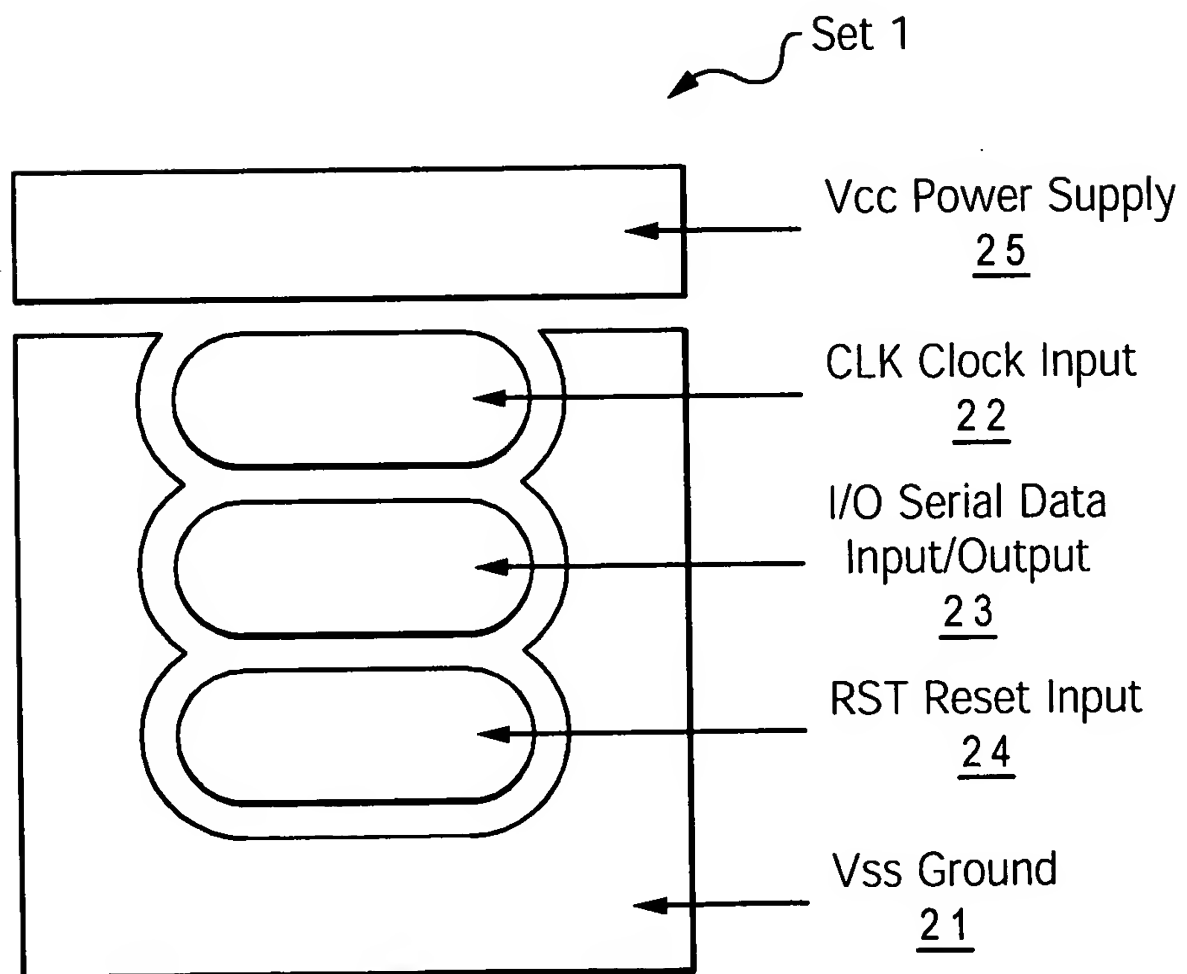 Set 1
Vcc Power Supply
25
CLK Clock Input
22
I/O Serial Data
Input/Output
23
RST Reset Input
24
Vss Ground
21